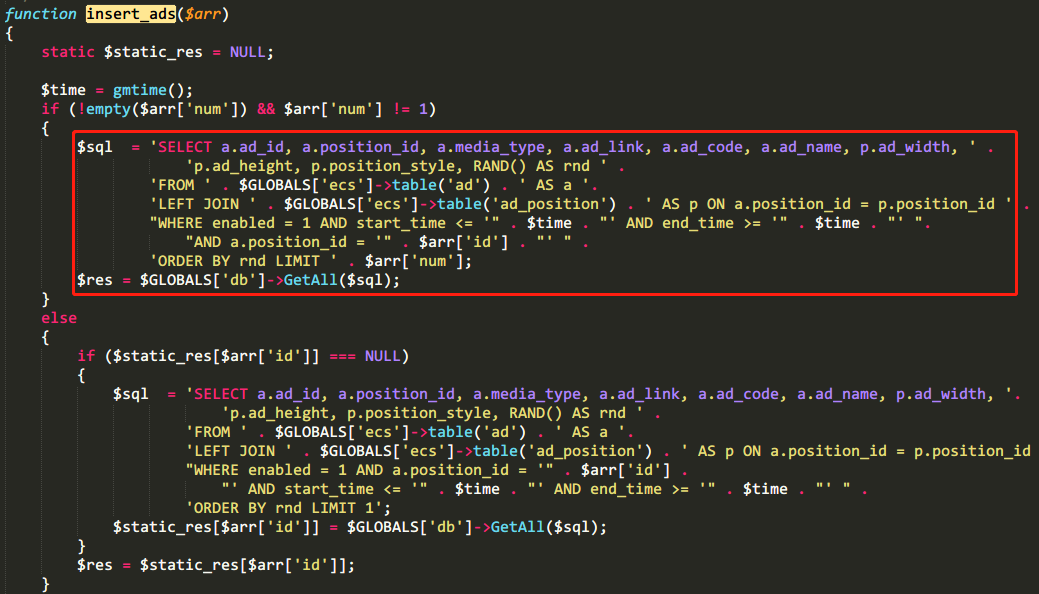 function insert_ads($arr)
{
    static $static_res = NULL;

    $time = gmtime();
    if (!empty($arr['num']) && $arr['num'] != 1)
    {
        $sql  = 'SELECT a.ad_id, a.position_id, a.media_type, a.ad_link, a.ad_code, a.ad_name, p.ad_width, ' .
                    'p.ad_height, p.position_style, RAND() AS rnd ' .
                'FROM ' . $GLOBALS['ecs']->table('ad') . ' AS a '.
                'LEFT JOIN ' . $GLOBALS['ecs']->table('ad_position') . ' AS p ON a.position_id = p.position_id ' .
                "WHERE enabled = 1 AND start_time <= '" . $time . "' AND end_time >= '" . $time . "' ".
                    "AND a.position_id = '" . $arr['id'] . "' " .
                'ORDER BY rnd LIMIT ' . $arr['num'];
        $res = $GLOBALS['db']->GetAll($sql);
    }
    else
    {
        if ($static_res[$arr['id']] === NULL)
        {
            $sql  = 'SELECT a.ad_id, a.position_id, a.media_type, a.ad_link, a.ad_code, a.ad_name, p.ad_width, '.
                        'p.ad_height, p.position_style, RAND() AS rnd ' .
                    'FROM ' . $GLOBALS['ecs']->table('ad') . ' AS a '.
                    'LEFT JOIN ' . $GLOBALS['ecs']->table('ad_position') . ' AS p ON a.position_id = p.position_id
                    "WHERE enabled = 1 AND a.position_id = '" . $arr['id'] .
                        "' AND start_time <= '" . $time . "' AND end_time >= '" . $time . "' " .
                    'ORDER BY rnd LIMIT 1';
            $static_res[$arr['id']] = $GLOBALS['db']->GetAll($sql);
        }
        $res = $static_res[$arr['id']];
    }